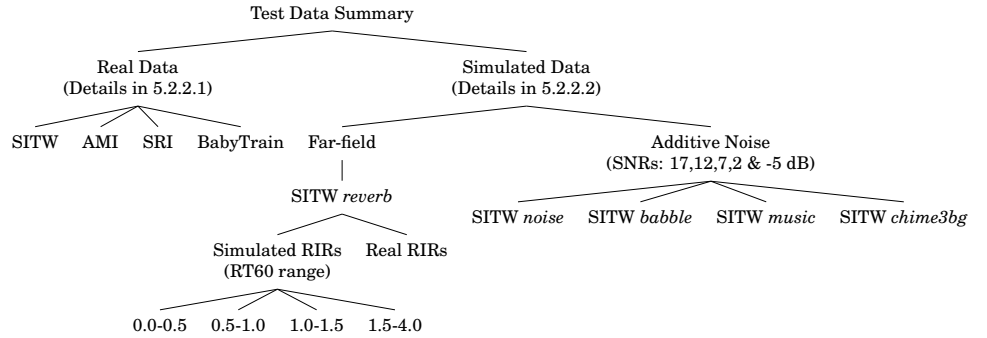 Test Data Summary
Real Data
(Details in 5.2.2.1)
Simulated Data
(Details in 5.2.2.2)
SITW AMI SRI BabyTrain Far-field
Additive Noise
(SNRs: 17,12,7,2 & -5 dB)
SITW reverb
SITW noise SITW babble SITW music SITW chime3bg
Simulated RIRs
(RT60 range)
Real RIRs
0.0-0.5 0.5-1.0 1.0-1.5 1.5-4.0